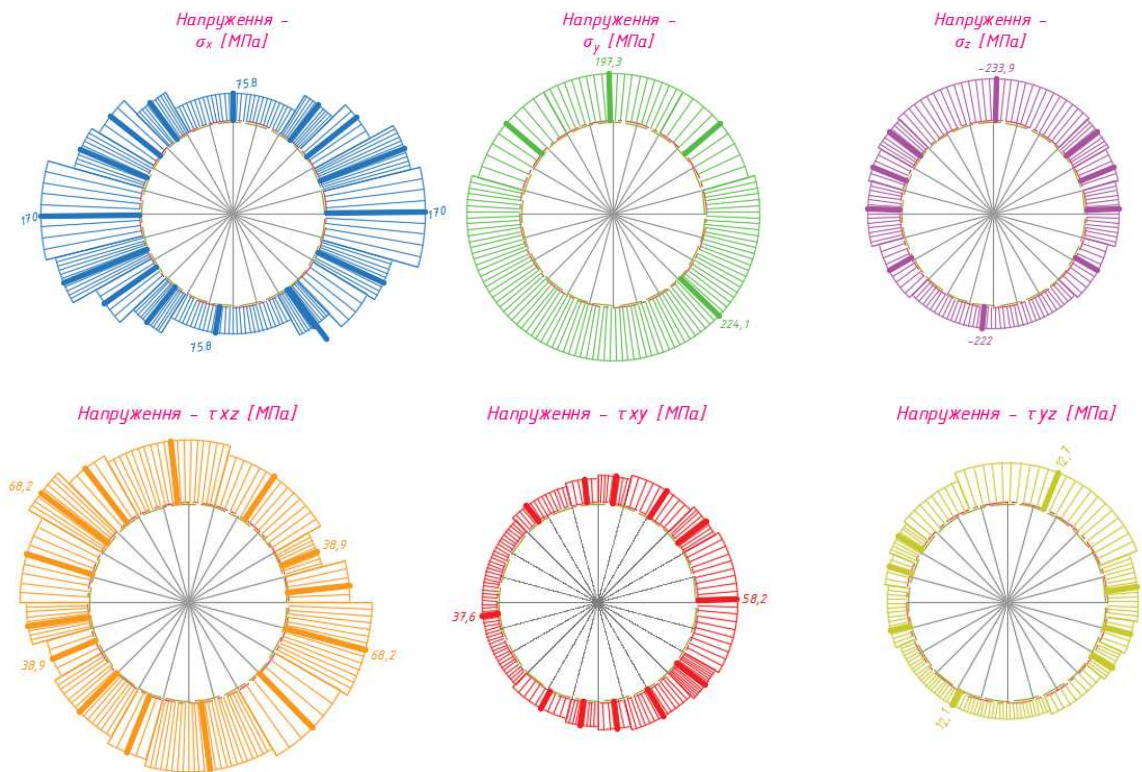 Напруження –
σx [МПа]
75.8
170
170
75.8
Напруження –
σy [МПа]
197,3
224,1
Напруження –
σz [МПа]
-233,9
-222
Напруження – τxz [МПа]
68,2
38,9
38,9
68,2
Напруження – τxy [МПа]
37,6
58,2
Напруження – τyz [МПа]
12,7